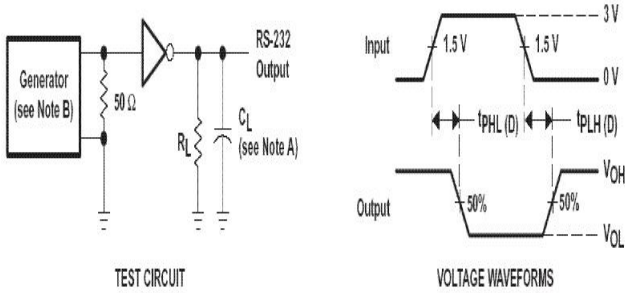 Generator
(see Note B)
50 Ω
RS-232
Output
RL
CL
(see Note A)
TEST CIRCUIT
Input
1.5 V
1.5 V
3 V
0 V
tPHL (D)
tPLH (D)
Output
50%
50%
VOH
VOL
VOLTAGE WAVEFORMS